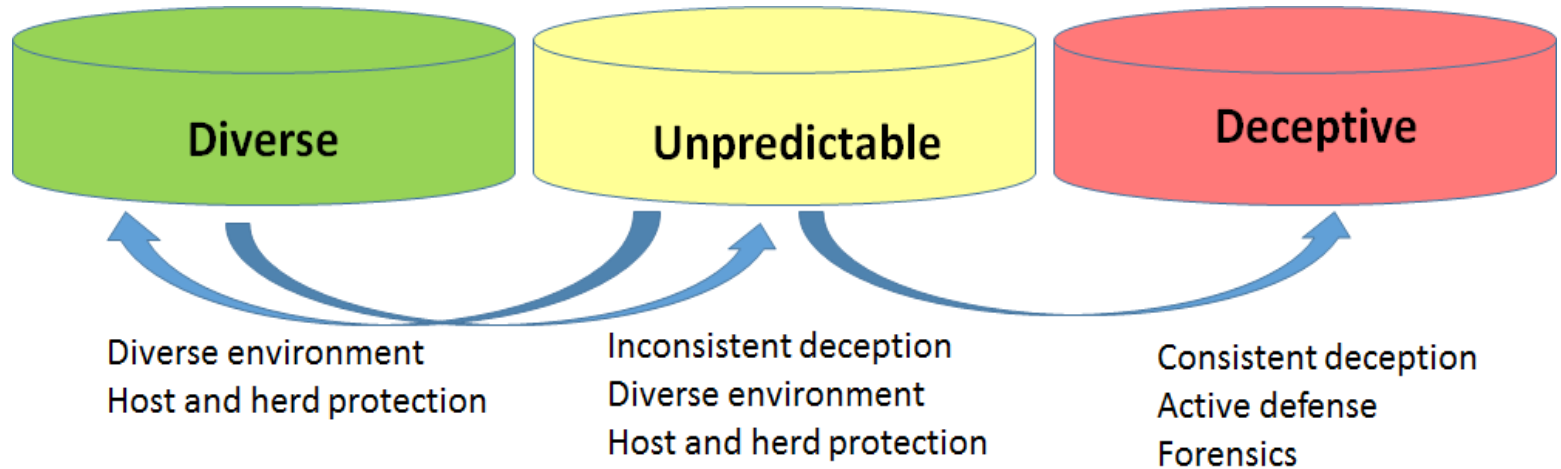 Diverse
Unpredictable
Deceptive
Diverse environment
Host and herd protection
Inconsistent deception
Diverse environment
Host and herd protection
Consistent deception
Active defense
Forensics